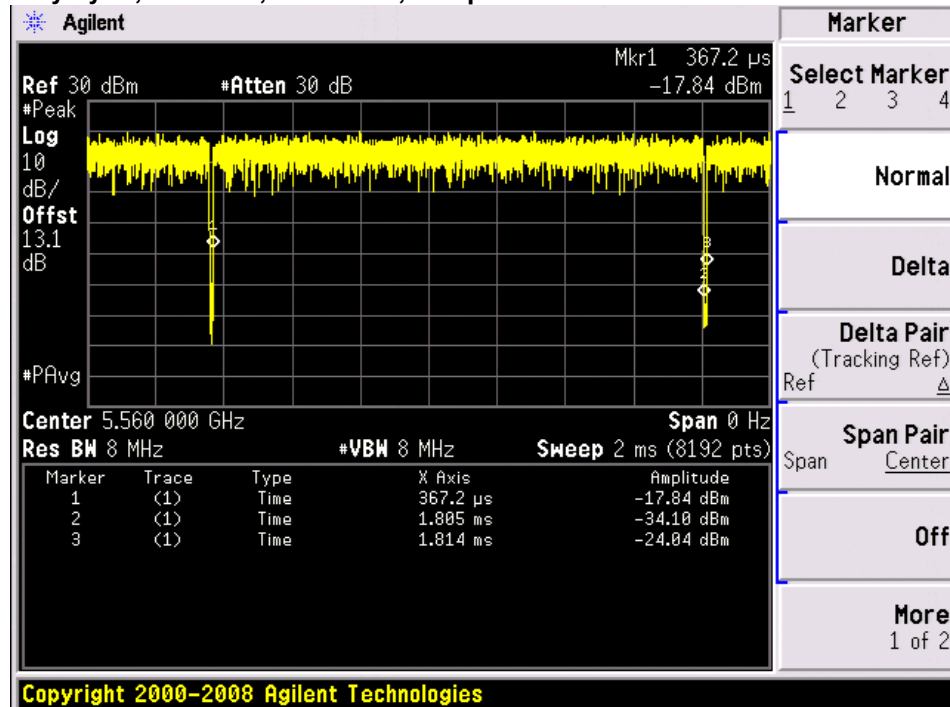 Agilent
Marker
Mkr1 367.2 µs
Ref 30 dBm #Atten 30 dB -17.84 dBm
#Peak
Log
10
dB/
Offst
13.1
dB
1
3
2
#PAvg
Center 5.560 000 GHz Span 0 Hz
Res BW 8 MHz #VBW 8 MHz Sweep 2 ms (8192 pts)
Marker Trace Type X Axis Amplitude
1 (1) Time 367.2 µs -17.84 dBm
2 (1) Time 1.805 ms -34.10 dBm
3 (1) Time 1.814 ms -24.04 dBm
Select Marker
1 2 3 4
Normal
Delta
Delta Pair
(Tracking Ref)
Ref Δ
Span Pair
Span Center
Off
More
1 of 2
Copyright 2000-2008 Agilent Technologies